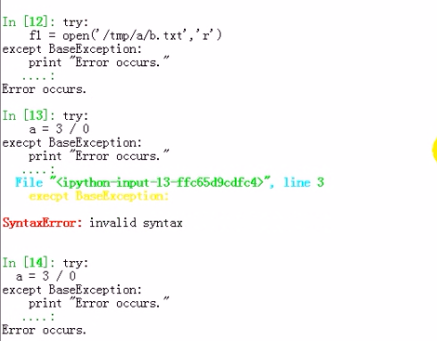 In [12]: try:
f1 = open('/tmp/a/b.txt','r')
except BaseException:
print "Error occurs."
....:
Error occurs.
In [13]: try:
a = 3 / 0
execpt BaseException:
print "Error occurs."
....:
File "<ipython-input-13-ffc65d9cdfc4>", line 3
execpt BaseException:
SyntaxError: invalid syntax
In [14]: try:
a = 3 / 0
except BaseException:
print "Error occurs."
....:
Error occurs.